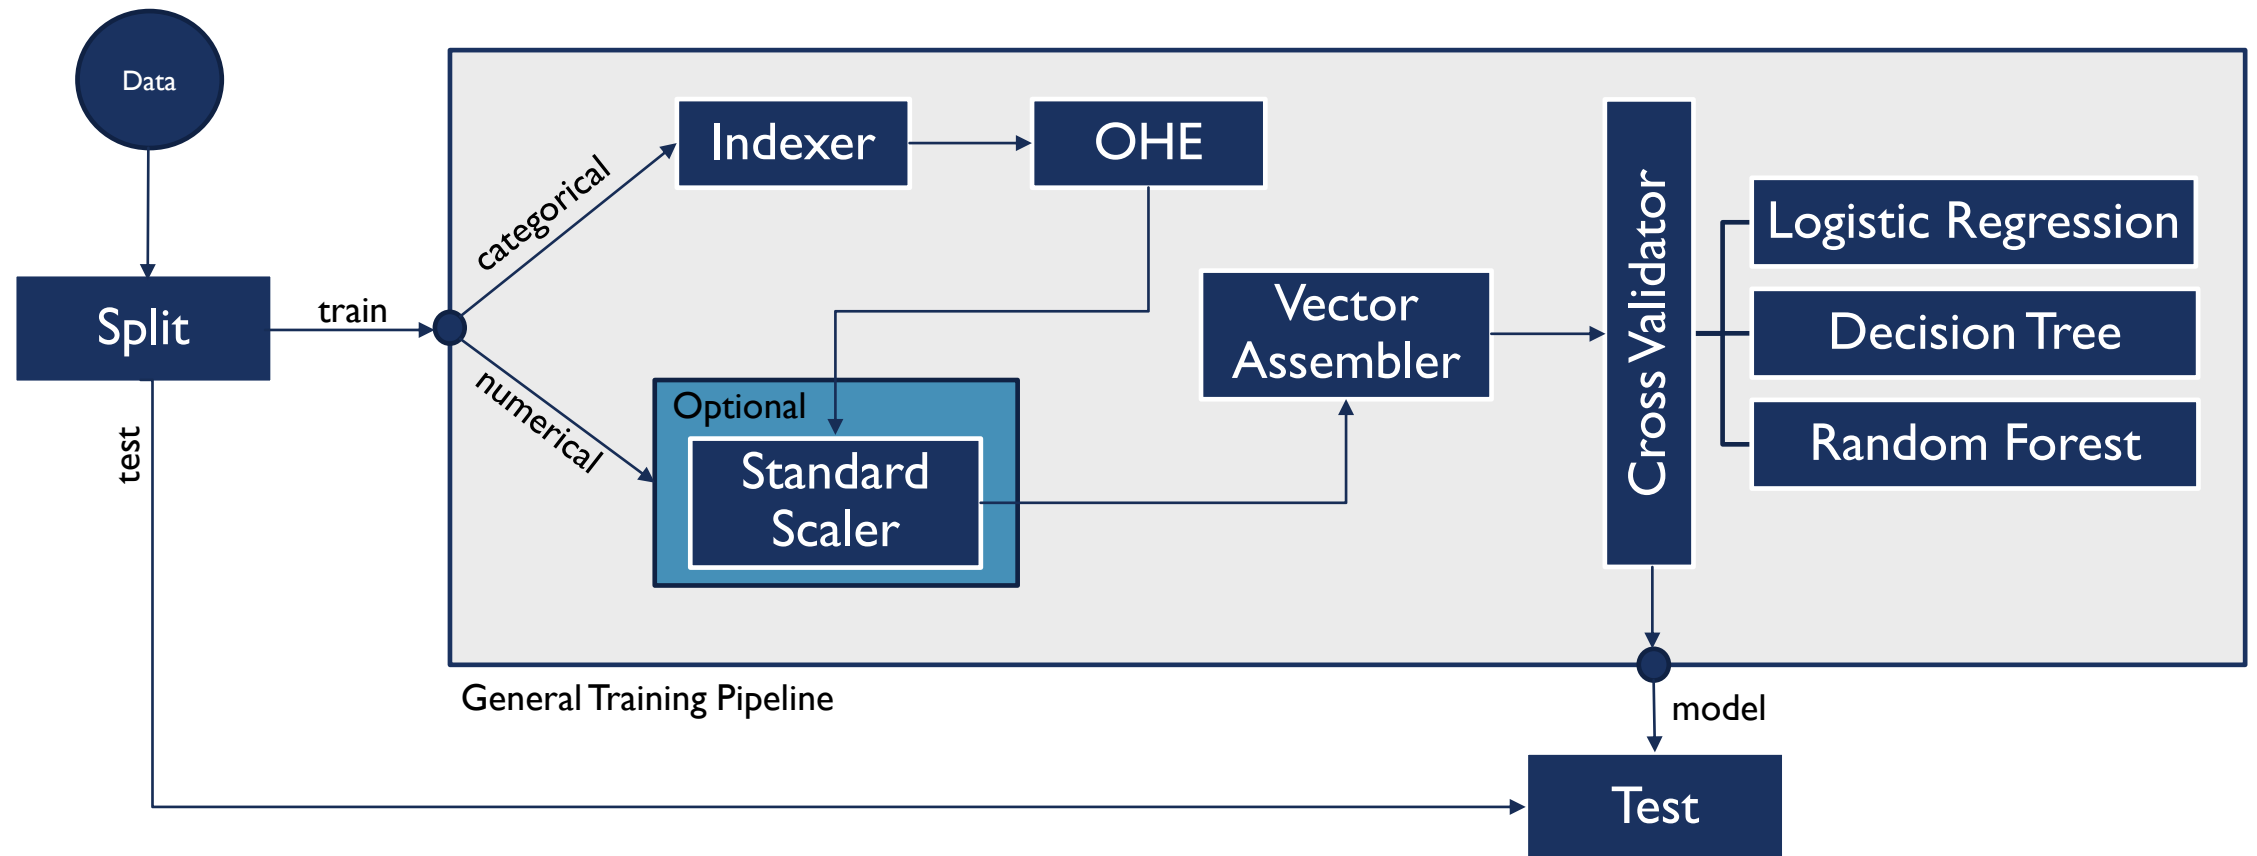 Data
Split
train
test
categorical
numerical
Indexer
OHE
Optional
Standard
Scaler
Vector
Assembler
Cross Validator
Logistic Regression
Decision Tree
Random Forest
General Training Pipeline
model
Test